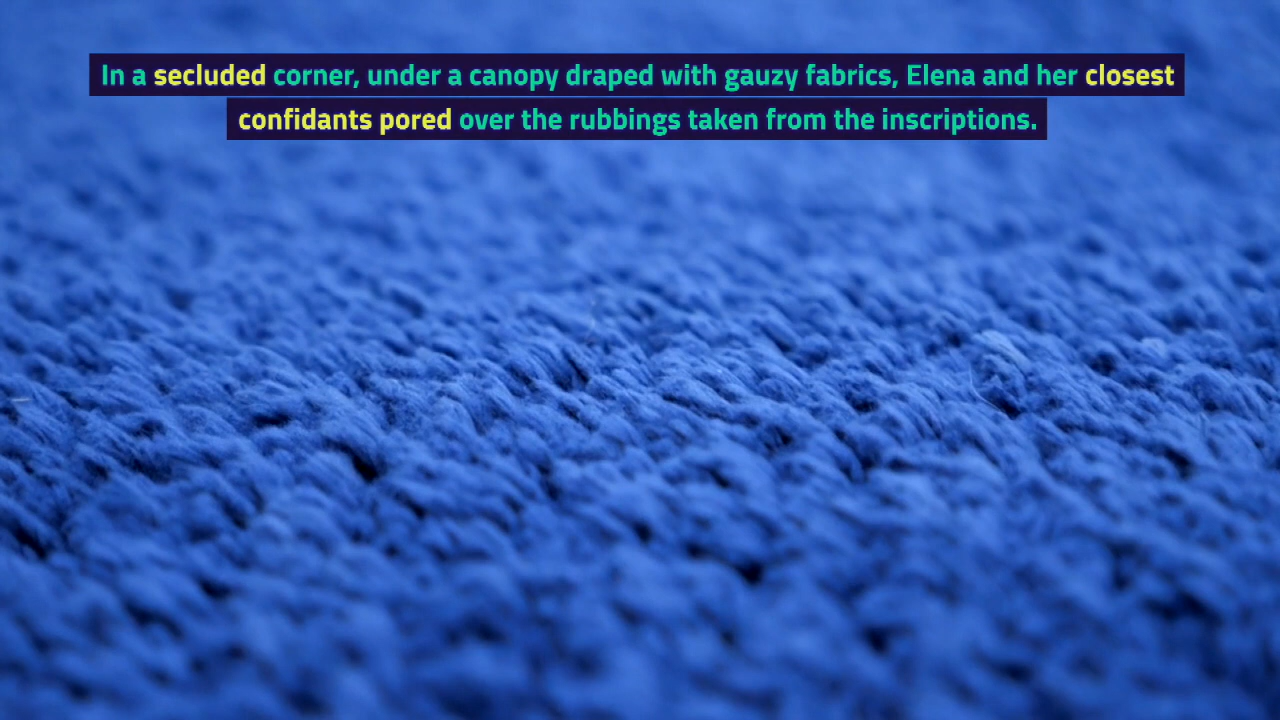 In a secluded corner, under a canopy draped with gauzy fabrics, Elena and her closest
confidants pored over the rubbings taken from the inscriptions.